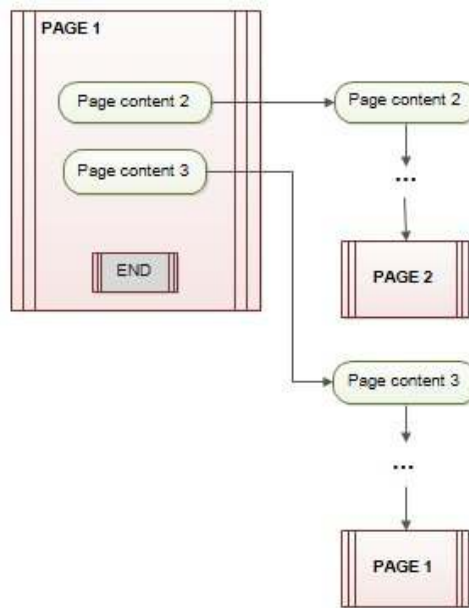 PAGE 1
Page content 2
Page content 3
END
Page content 2
...
PAGE 2
Page content 3
...
PAGE 1